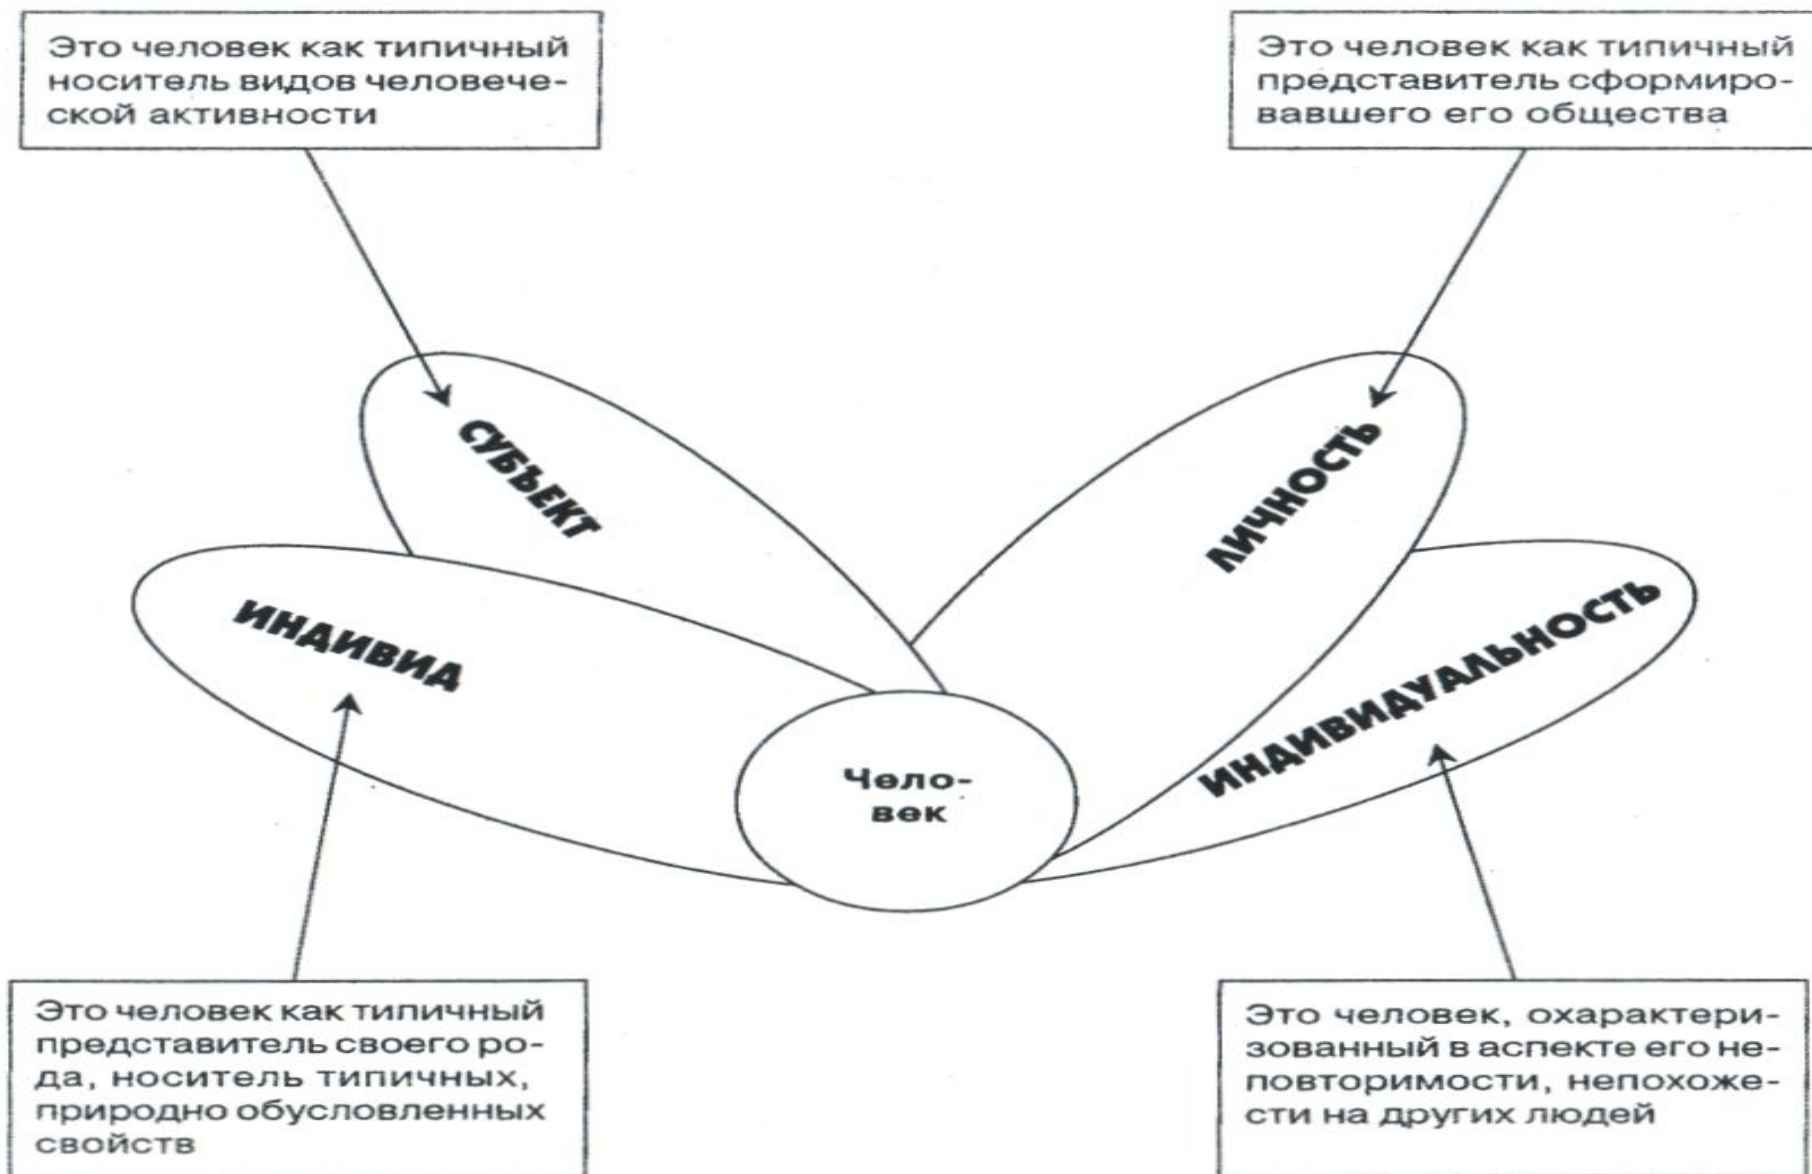 Это человек как типичный
носитель видов человече-
ской активности
Это человек как типичный
представитель сформиро-
вавшего его общества
СУБЪЕКТ
ЛИЧНОСТЬ
ИНДИВИД
ИНДИВИДУАЛЬНОСТЬ
Чело-
век
Это человек как типичный
представитель своего ро-
да, носитель типичных,
природно обусловленных
свойств
Это человек, охарактери-
зованный в аспекте его не-
повторимости, непохоже-
сти на других людей